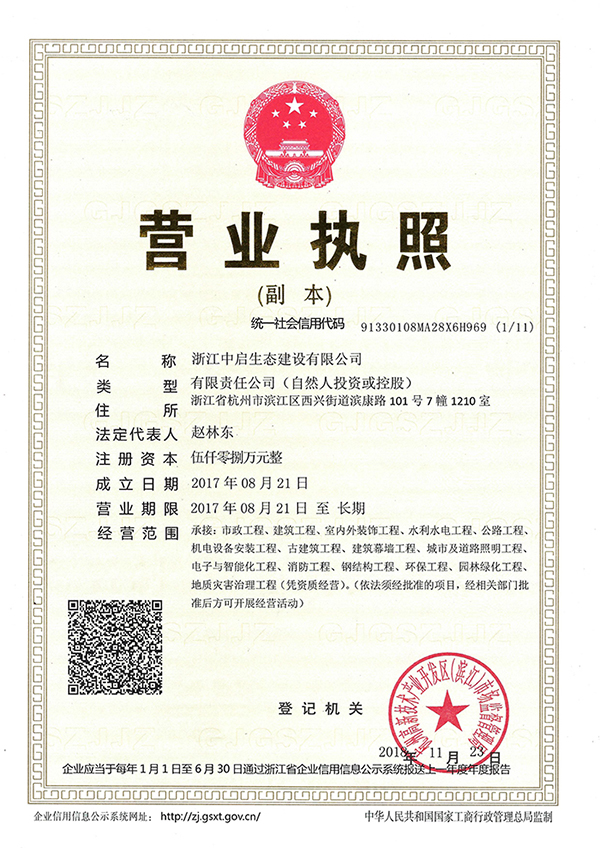 营业执照
(副 本)
统一社会信用代码 91330108MA28X6H969 (1/11)
名 称 浙江中启生态建设有限公司
类 型 有限责任公司（自然人投资或控股）
住 所 浙江省杭州市滨江区西兴街道滨康路 101 号 7 幢 1210 室
法定代表人 赵林东
注册资本 伍仟零捌万元整
成立日期 2017 年 08 月 21 日
营业期限 2017 年 08 月 21 日 至 长期
经营范围 承接：市政工程、建筑工程、室内外装饰工程、水利水电工程、公路工程、
机电设备安装工程、古建筑工程、建筑幕墙工程、城市及道路照明工程、
电子与智能化工程、消防工程、钢结构工程、环保工程、园林绿化工程、
地质灾害治理工程（凭资质经营）。（依法须经批准的项目，经相关部门批
准后方可开展经营活动）
杭州高新技术产业开发区(滨江)市场监督管理局
登记机关
2018 年 11 月 23 日
企业应当于每年 1 月 1 日至 6 月 30 日通过浙江省企业信用信息公示系统报送上一年度年度报告
企业信用信息公示系统网址： http://zj.gsxt.gov.cn/
中华人民共和国国家工商行政管理总局监制